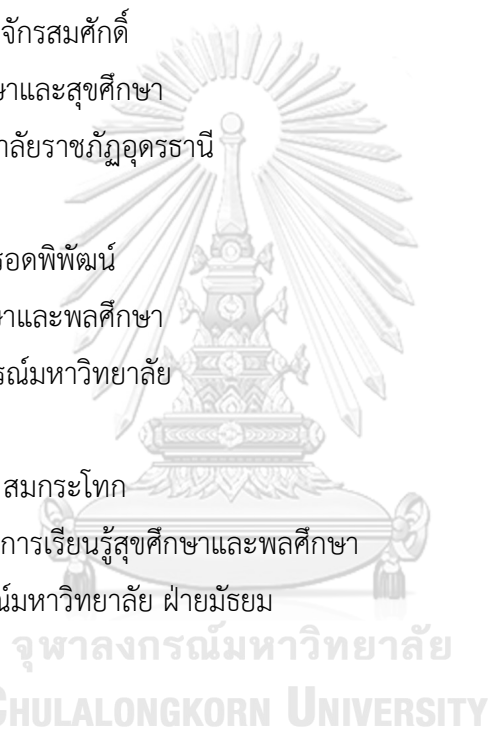 จักรสมศักดิ์
ษาและสุขศึกษา
าลัยราชภัฏอุดรธานี
รอดพิพัฒน์
ษาและพลศึกษา
รณ์มหาวิทยาลัย
สมกระโทก
การเรียนรู้สุขศึกษาและพลศึกษา
ณ์มหาวิทยาลัย ฝ่ายมัธยม
จุฬาลงกรณ์มหาวิทยาลัย
CHULALONGKORN UNIVERSITY